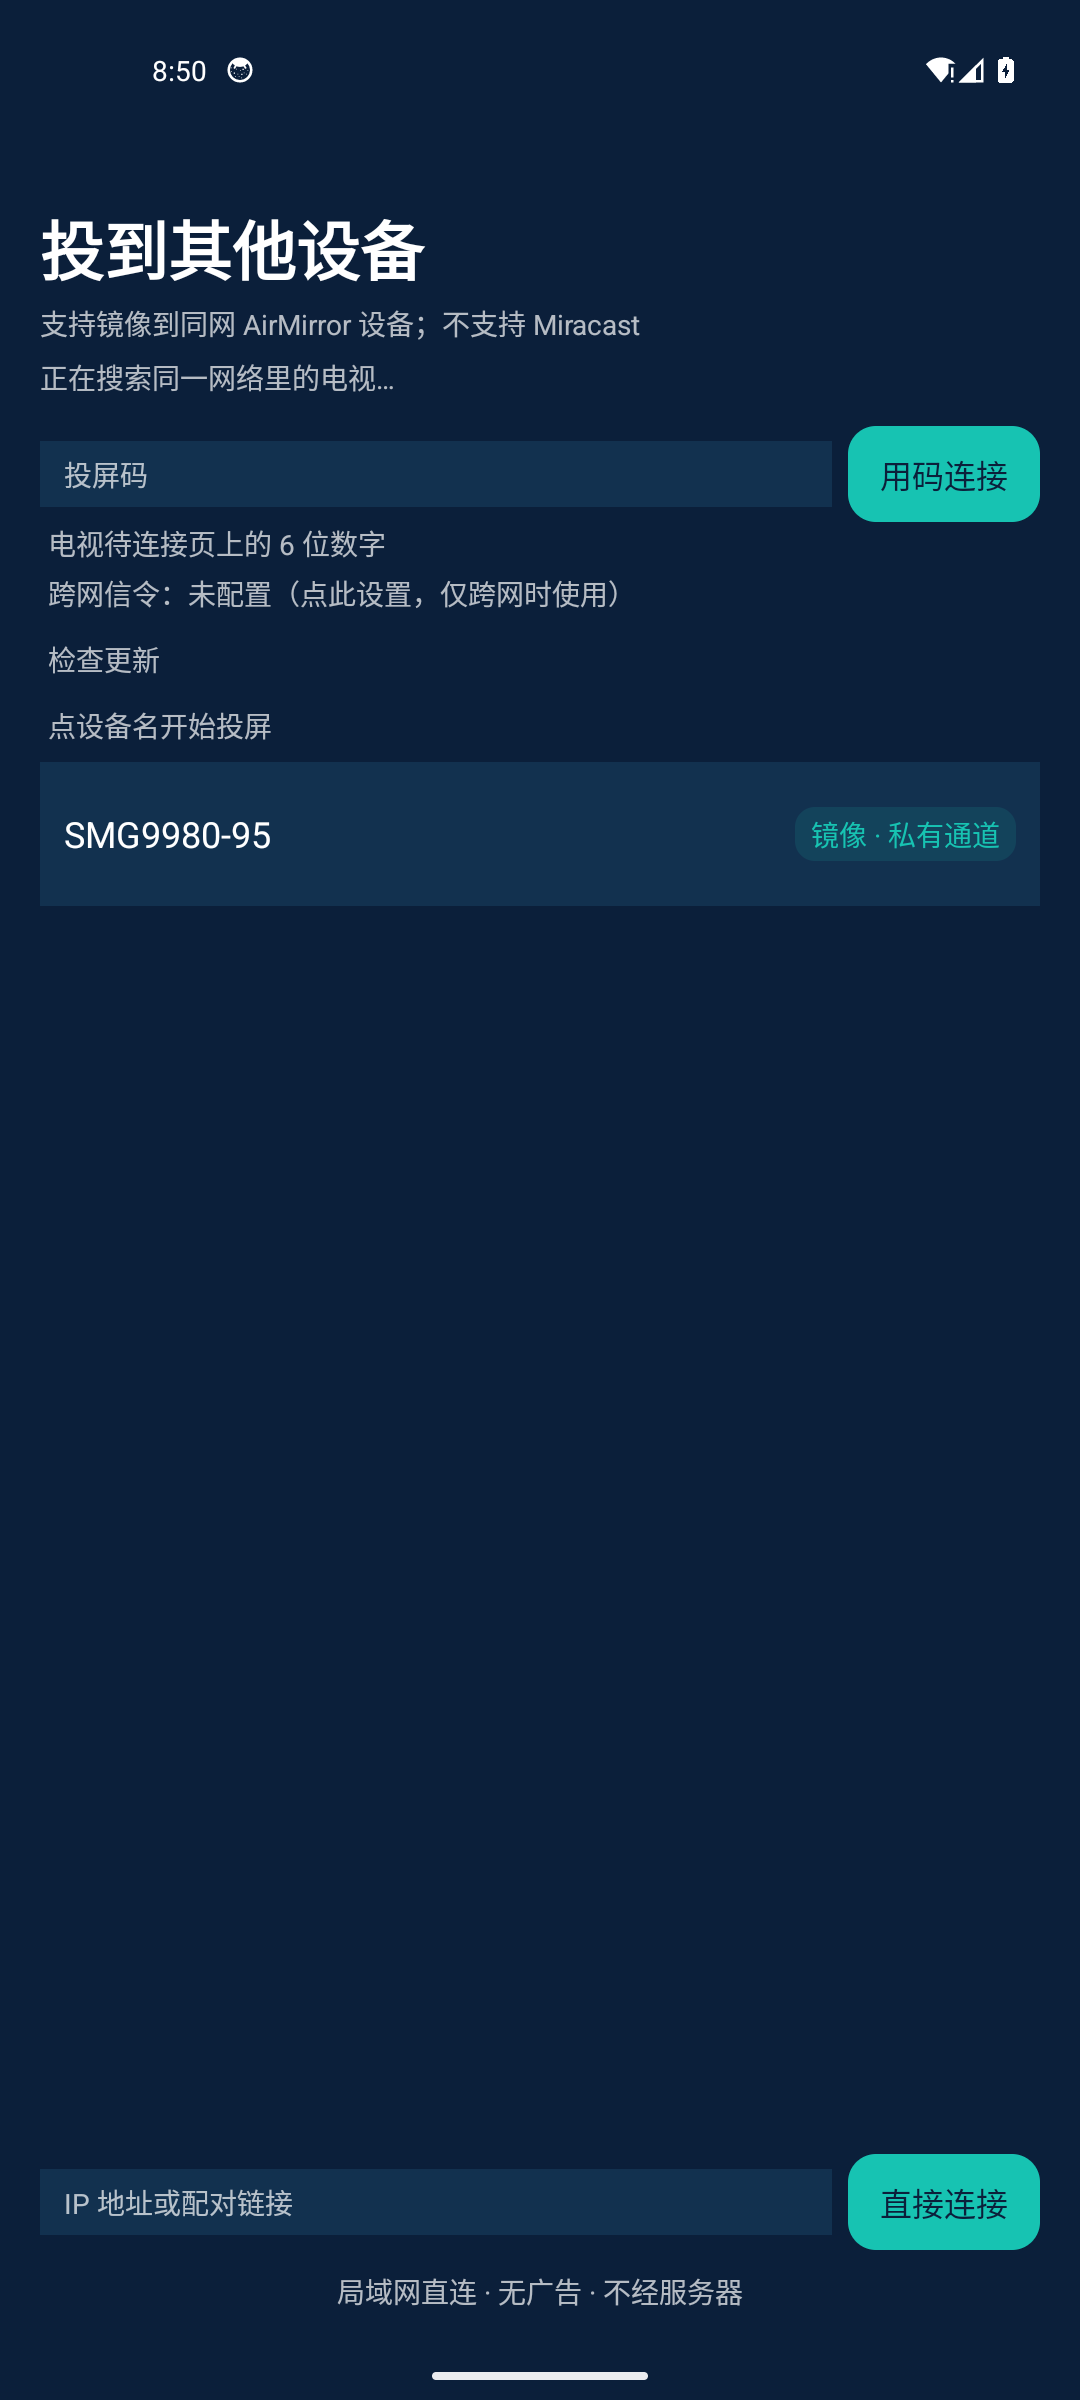 8:50
投到其他设备
支持镜像到同网 AirMirror 设备；不支持 Miracast
正在搜索同一网络里的电视…
投屏码
用码连接
电视待连接页上的 6 位数字
跨网信令：未配置（点此设置，仅跨网时使用）
检查更新
点设备名开始投屏
SMG9980-95
镜像 · 私有通道
IP 地址或配对链接
直接连接
局域网直连 · 无广告 · 不经服务器